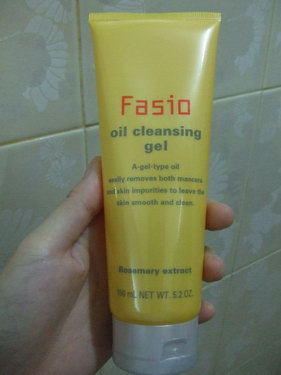 Fasio
oil cleansing
gel
A-gel-type oil
easily removes both mascara
and skin impurities to leave the
skin smooth and clean.
Rosemary extract
150 mL NET WT. 5.2 OZ.